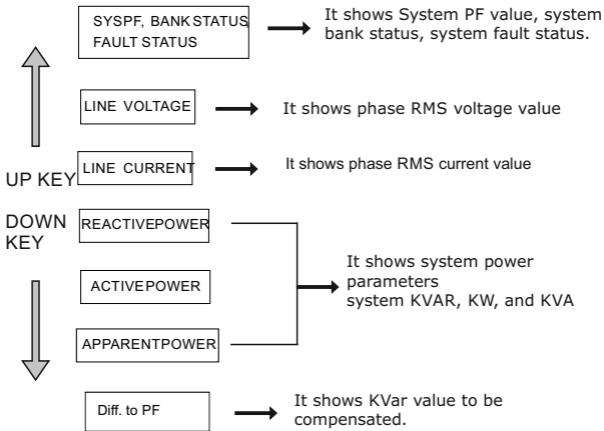 SYSPF, BANK STATUS,
FAULT STATUS
It shows System PF value, system
bank status, system fault status.
LINE VOLTAGE
It shows phase RMS voltage value
LINE CURRENT
It shows phase RMS current value
UP KEY
DOWN
KEY
REACTIVEPOWER
ACTIVEPOWER
APPARENTPOWER
It shows system power
parameters
system KVAR, KW, and KVA
Diff. to PF
It shows KVar value to be
compensated.